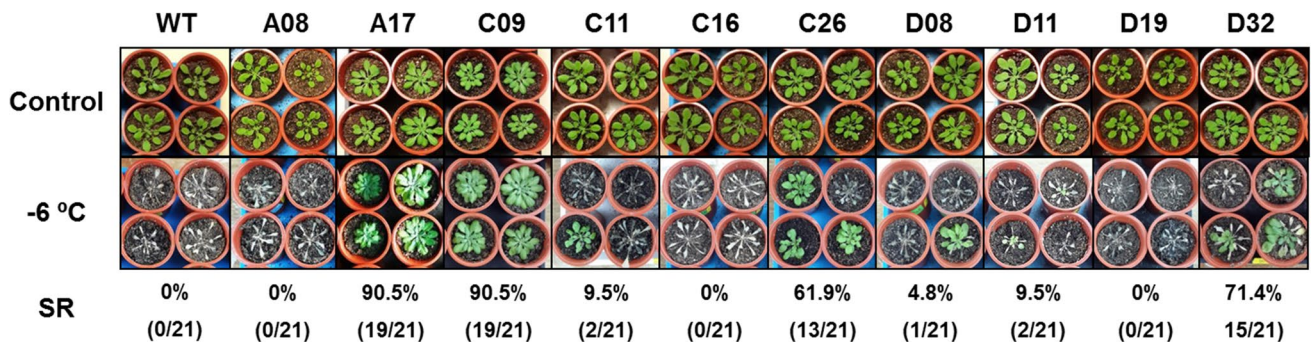 WT A08 A17 C09 C11 C16 C26 D08 D11 D19 D32
Control
-6 ºC
SR
0% 0% 90.5% 90.5% 9.5% 0% 61.9% 4.8% 9.5% 0% 71.4%
(0/21) (0/21) (19/21) (19/21) (2/21) (0/21) (13/21) (1/21) (2/21) (0/21) 15/21)